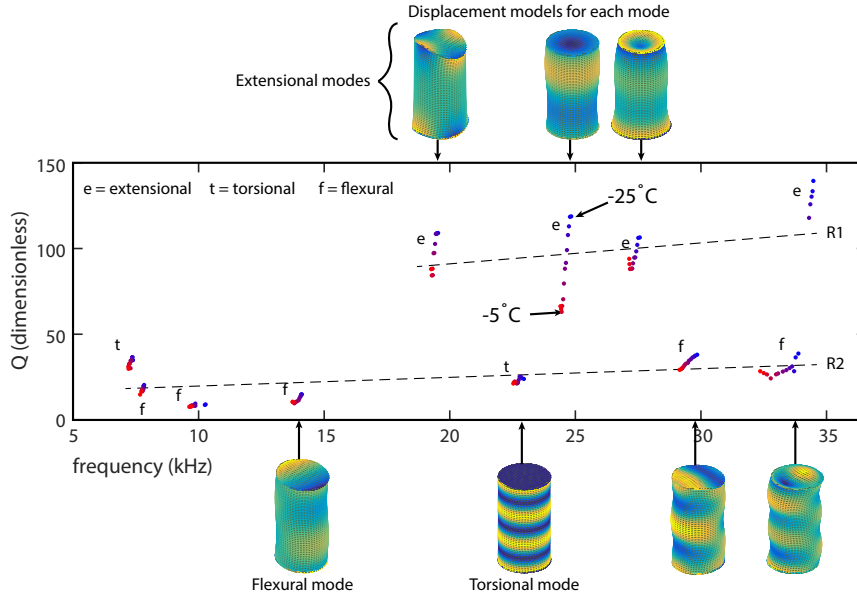 Displacement models for each mode
Extensional modes
150
100
50
0
Q (dimensionless)
e = extensional t = torsional f = flexural
e
e
-25°C
e
e
R1
-5°C
t
f
f
f
t
f
f
R2
5
10
15
20
25
30
35
frequency (kHz)
Flexural mode
Torsional mode